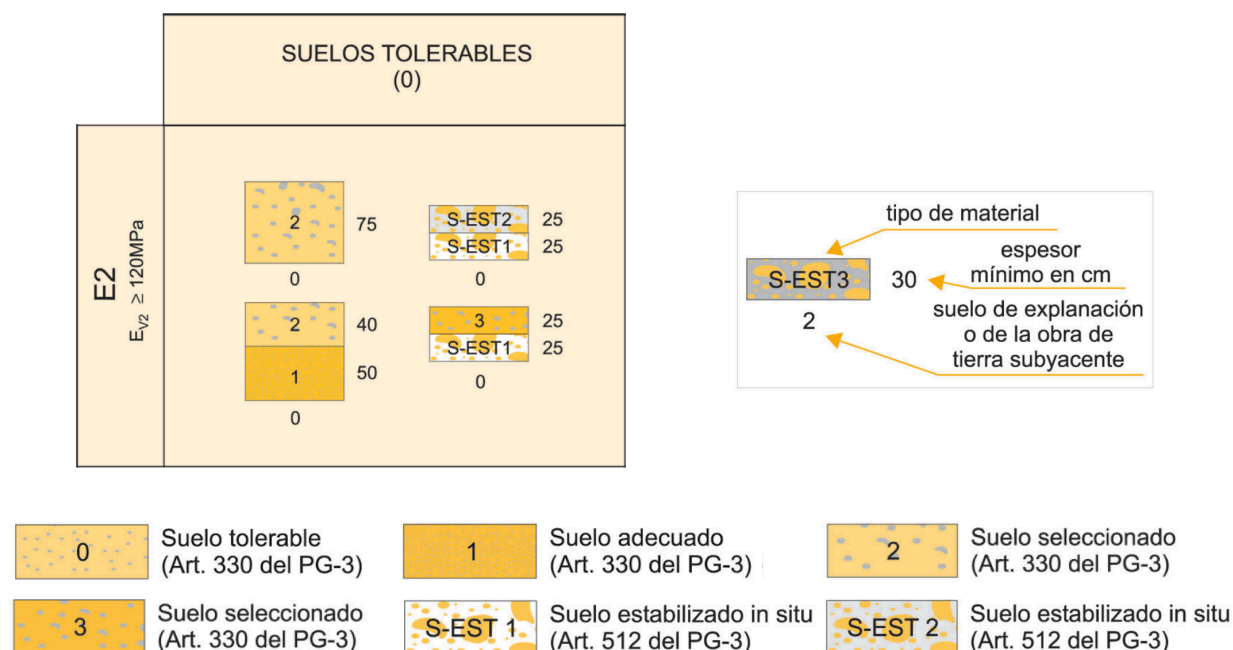 SUELOS TOLERABLES
(0)
E2
EV2 ≥ 120MPa
2
75
0
S-EST2
25
S-EST1
25
0
2
40
1
50
0
3
25
S-EST1
25
0
tipo de material
espesor
mínimo en cm
S-EST3
30
2
suelo de explanación
o de la obra de
tierra subyacente
0
Suelo tolerable
(Art. 330 del PG-3)
1
Suelo adecuado
(Art. 330 del PG-3)
2
Suelo seleccionado
(Art. 330 del PG-3)
3
Suelo seleccionado
(Art. 330 del PG-3)
S-EST 1
Suelo estabilizado in situ
(Art. 512 del PG-3)
S-EST 2
Suelo estabilizado in situ
(Art. 512 del PG-3)